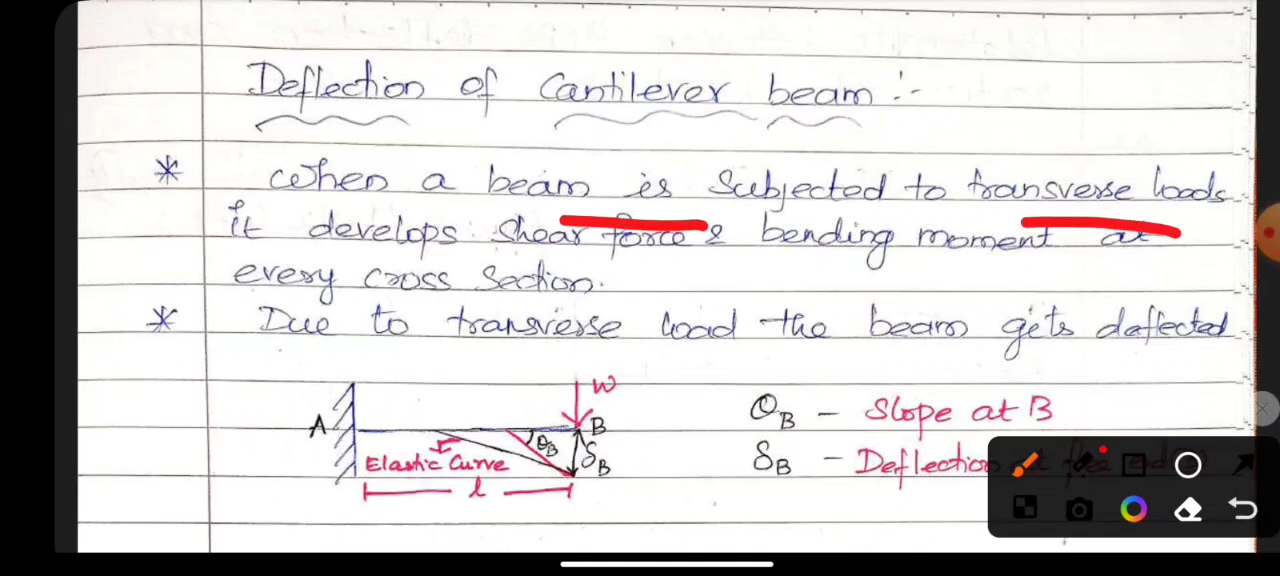 Deflection of Cantilever beam :-
* When a beam is subjected to transverse loads
it develops shear force & bending moment at
every cross section.
* Due to transverse load the beam gets deflected
W
A
B
θB
δB
Elastic Curve
l
θB - Slope at B
δB - Deflection